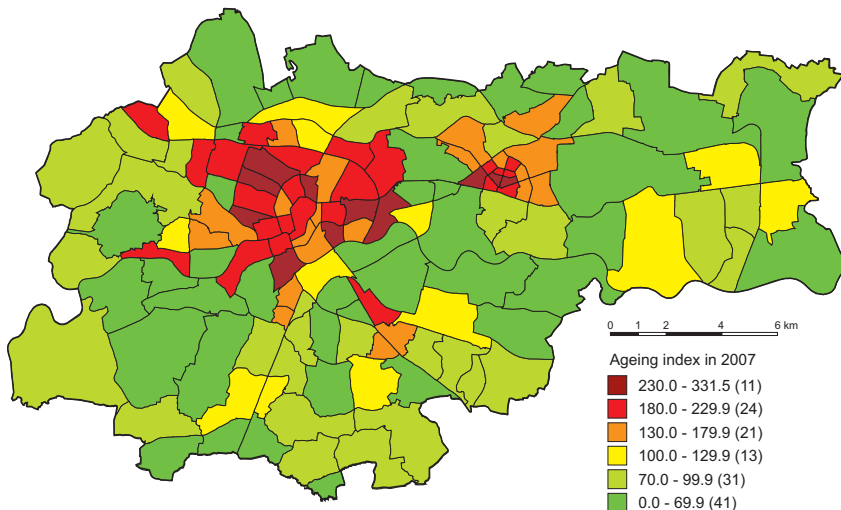 0 1 2 4 6 km
Ageing index in 2007
230.0 - 331.5 (11)
180.0 - 229.9 (24)
130.0 - 179.9 (21)
100.0 - 129.9 (13)
70.0 - 99.9 (31)
0.0 - 69.9 (41)